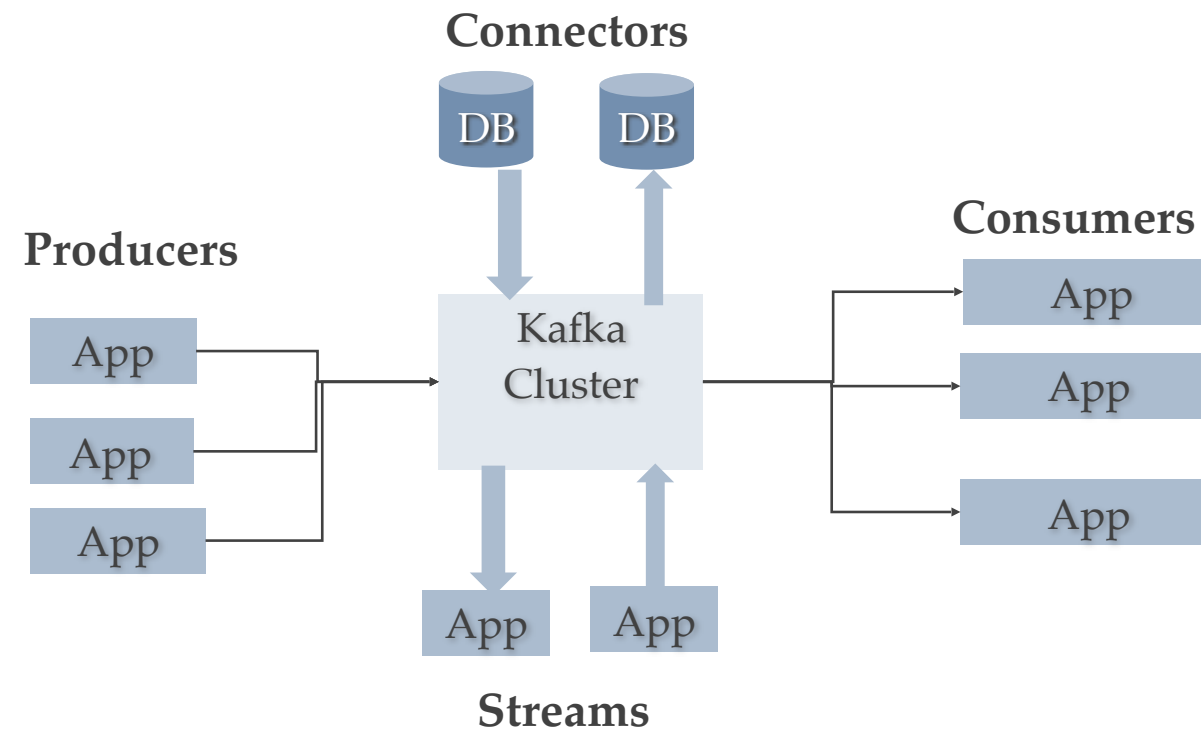 Connectors
DB
DB
Producers
Consumers
App
App
App
Kafka
Cluster
App
App
App
App
App
Streams